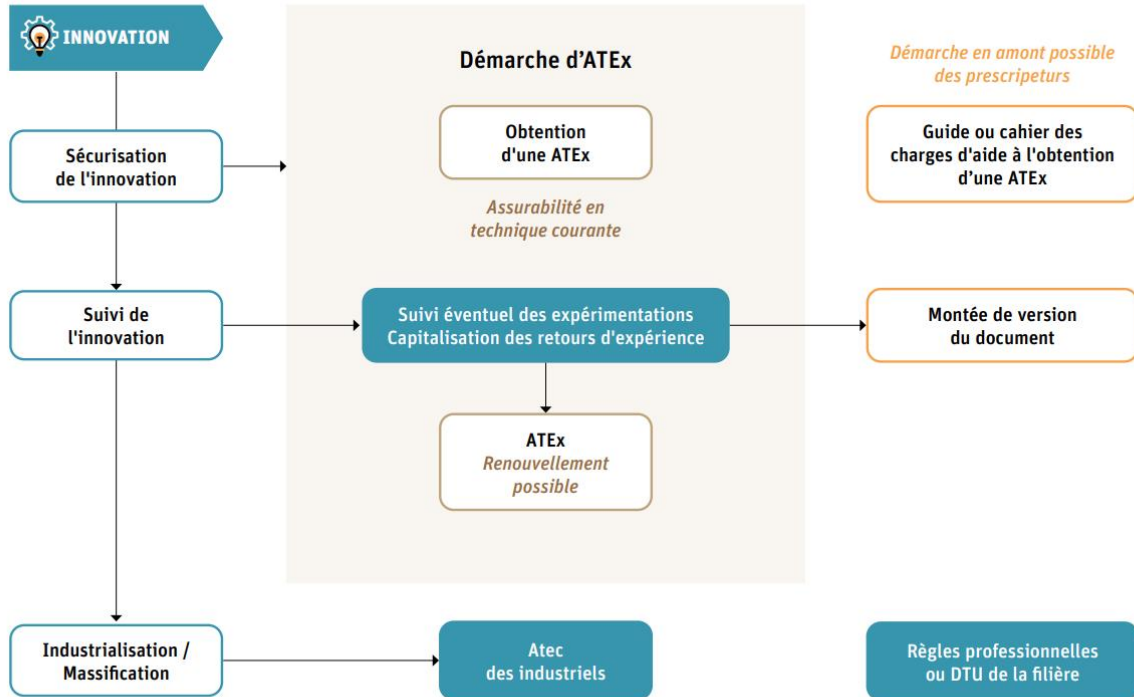 INNOVATION
Démarche d'ATEx
Démarche en amont possible
des prescripeturs
Sécurisation
de l'innovation
Obtention
d'une ATEx
Guide ou cahier des
charges d'aide à l'obtention
d'une ATEx
Assurabilité en
technique courante
Suivi de
l'innovation
Suivi éventuel des expérimentations
Capitalisation des retours d'expérience
Montée de version
du document
ATEx
Renouvellement
possible
Industrialisation /
Massification
Atec
des industriels
Règles professionnelles
ou DTU de la filière